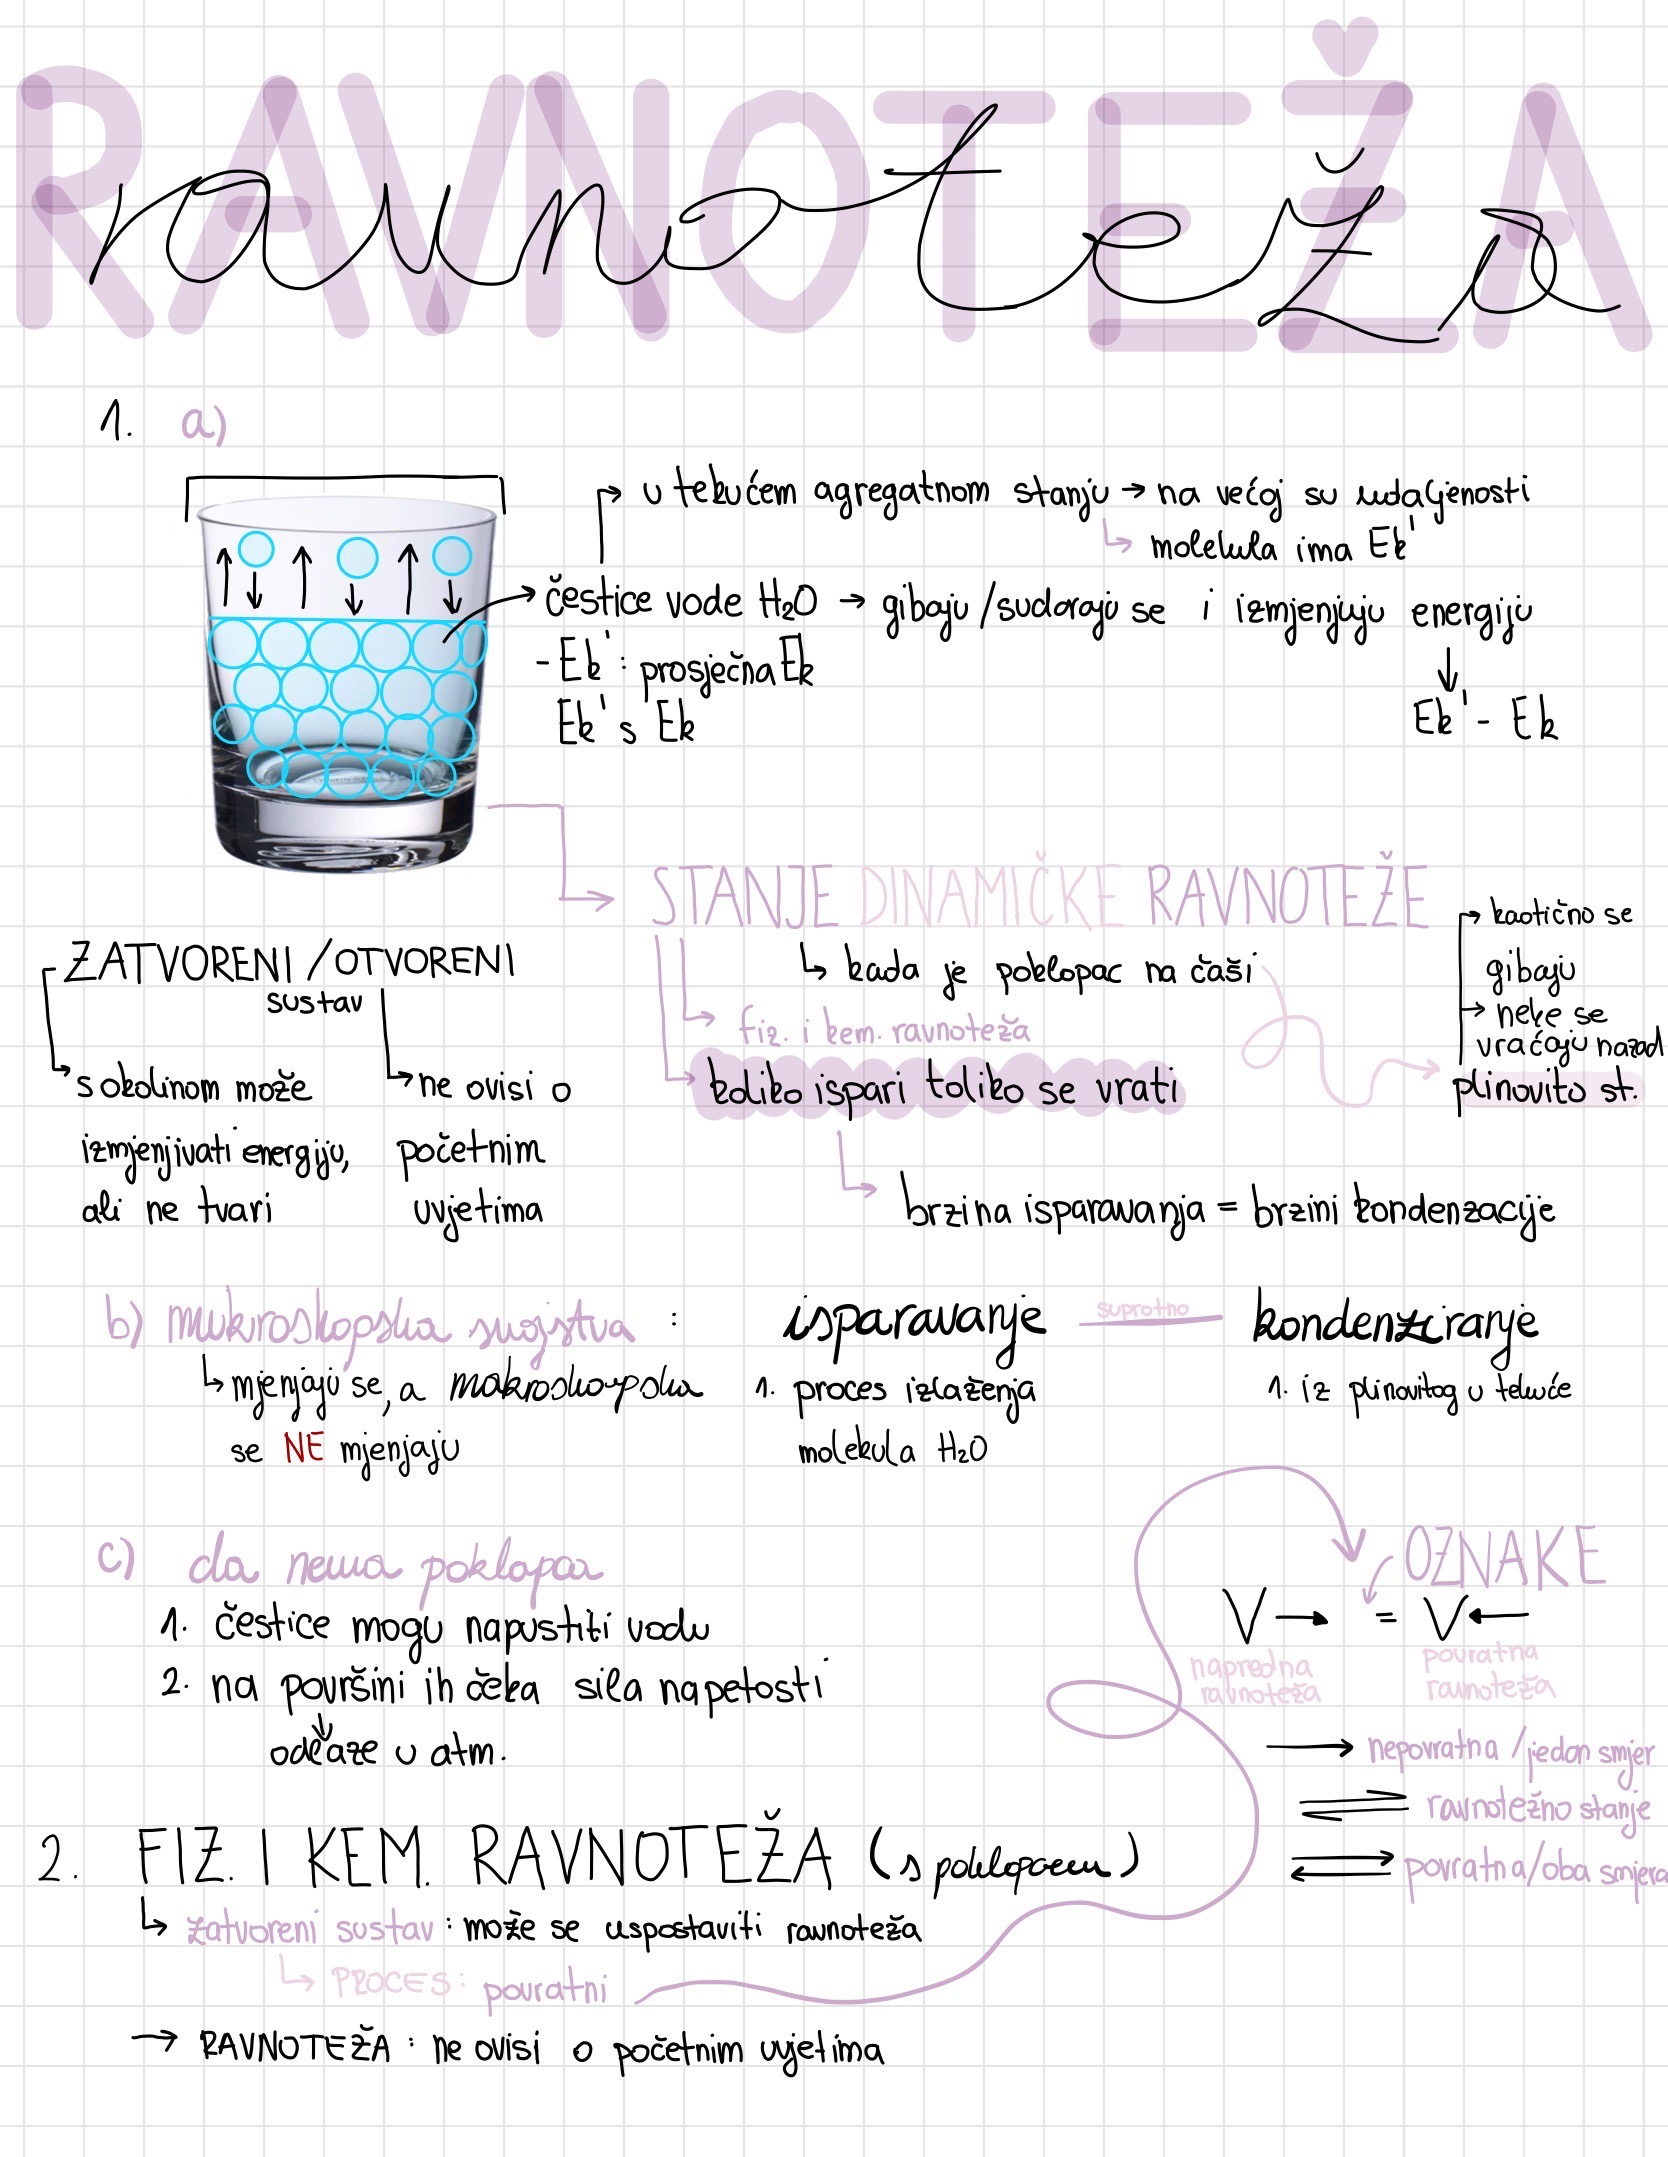 RAVNOTEŽA
ravnoteža
1. a)
u tekućem agregatnom stanju → na većoj su udaljenosti
molekula ima Ek'
čestice vode H2O → gibaju/sudaraju se i izmjenjuju energiju
- Ek': prosječna Ek
Ek' - Ek
Ek' s Ek
STANJE DINAMIČKE RAVNOTEŽE
kada je poklopac na čaši
fiz. i kem. ravnoteža
koliko ispari toliko se vrati
brzina isparavanja = brzini kondenzacije
kaotično se
gibaju
neke se
vraćaju nazad
plinovito st.
ZATVORENI/OTVORENI
sustav
s okolinom može
izmjenjivati energiju,
ali ne tvari
ne ovisi o
početnim
uvjetima
b) mikroskopska svojstva :
mjenjaju se, a makroskopska
se NE mjenjaju
isparavanje
suprotno
kondenziranje
1. proces izlaženja
molekula H2O
1. iz plinovitog u tekuće
c) da nema poklopca
1. čestice mogu napustiti vodu
2. na površini ih čeka sila napetosti
odlaze u atm.
OZNAKE
V→ = V←
napredna
ravnoteža
povratna
ravnoteža
→ nepovratna/jedan smjer
⇌ ravnotežno stanje
⇄ povratna/oba smjera
2. FIZ. I KEM. RAVNOTEŽA (s poklopcem)
zatvoreni sustav : može se uspostaviti ravnoteža
PROCES: povratni
→ RAVNOTEŽA : ne ovisi o početnim uvjetima